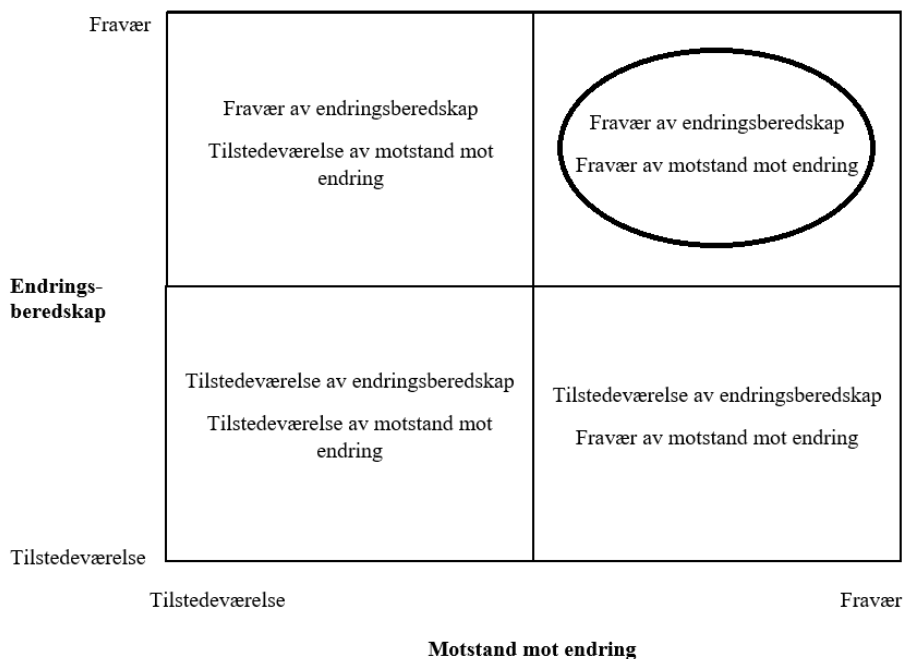 Fravær
Fravær av endringsberedskap
Tilstedeværelse av motstand mot
endring
Fravær av endringsberedskap
Fravær av motstand mot endring
Endrings-
beredskap
Tilstedeværelse av endringsberedskap
Tilstedeværelse av motstand mot
endring
Tilstedeværelse av endringsberedskap
Fravær av motstand mot endring
Tilstedeværelse
Tilstedeværelse
Fravær
Motstand mot endring